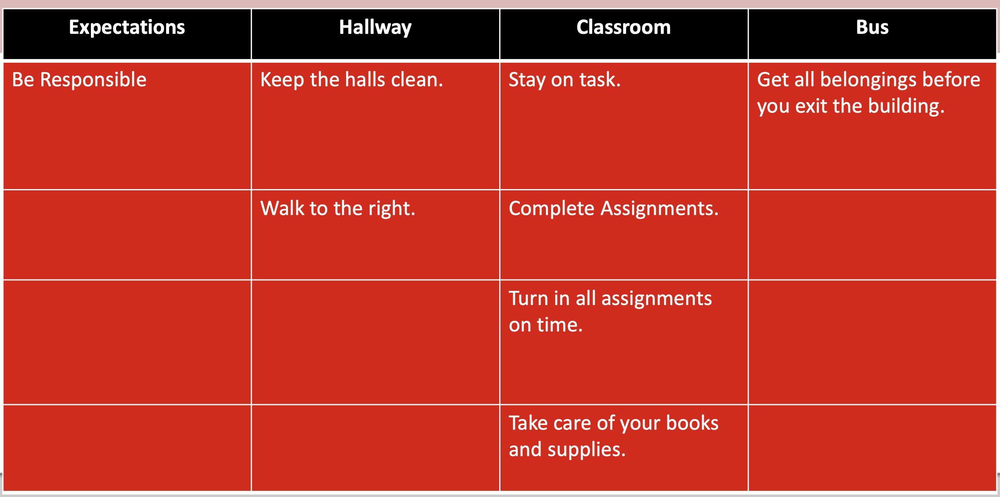 Expectations
Hallway
Classroom
Bus
Be Responsible
Keep the halls clean.
Stay on task.
Get all belongings before
you exit the building.
Walk to the right.
Complete Assignments.
Turn in all assignments
on time.
Take care of your books
and supplies.